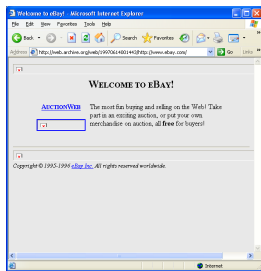 Welcome to eBay! - Microsoft Internet Explorer
File Edit View Favorites Tools Help
Back Search Favorites
Address http://web.archive.org/web/19970614001443/http://www.ebay.com/ Go Links
WELCOME TO EBAY!
AUCTIONWEB
The most fun buying and selling on the Web! Take
part in an exciting auction, or put your own
merchandise on auction, all free for buyers!
Copyright © 1995-1996 eBay Inc. All rights reserved worldwide.
Internet